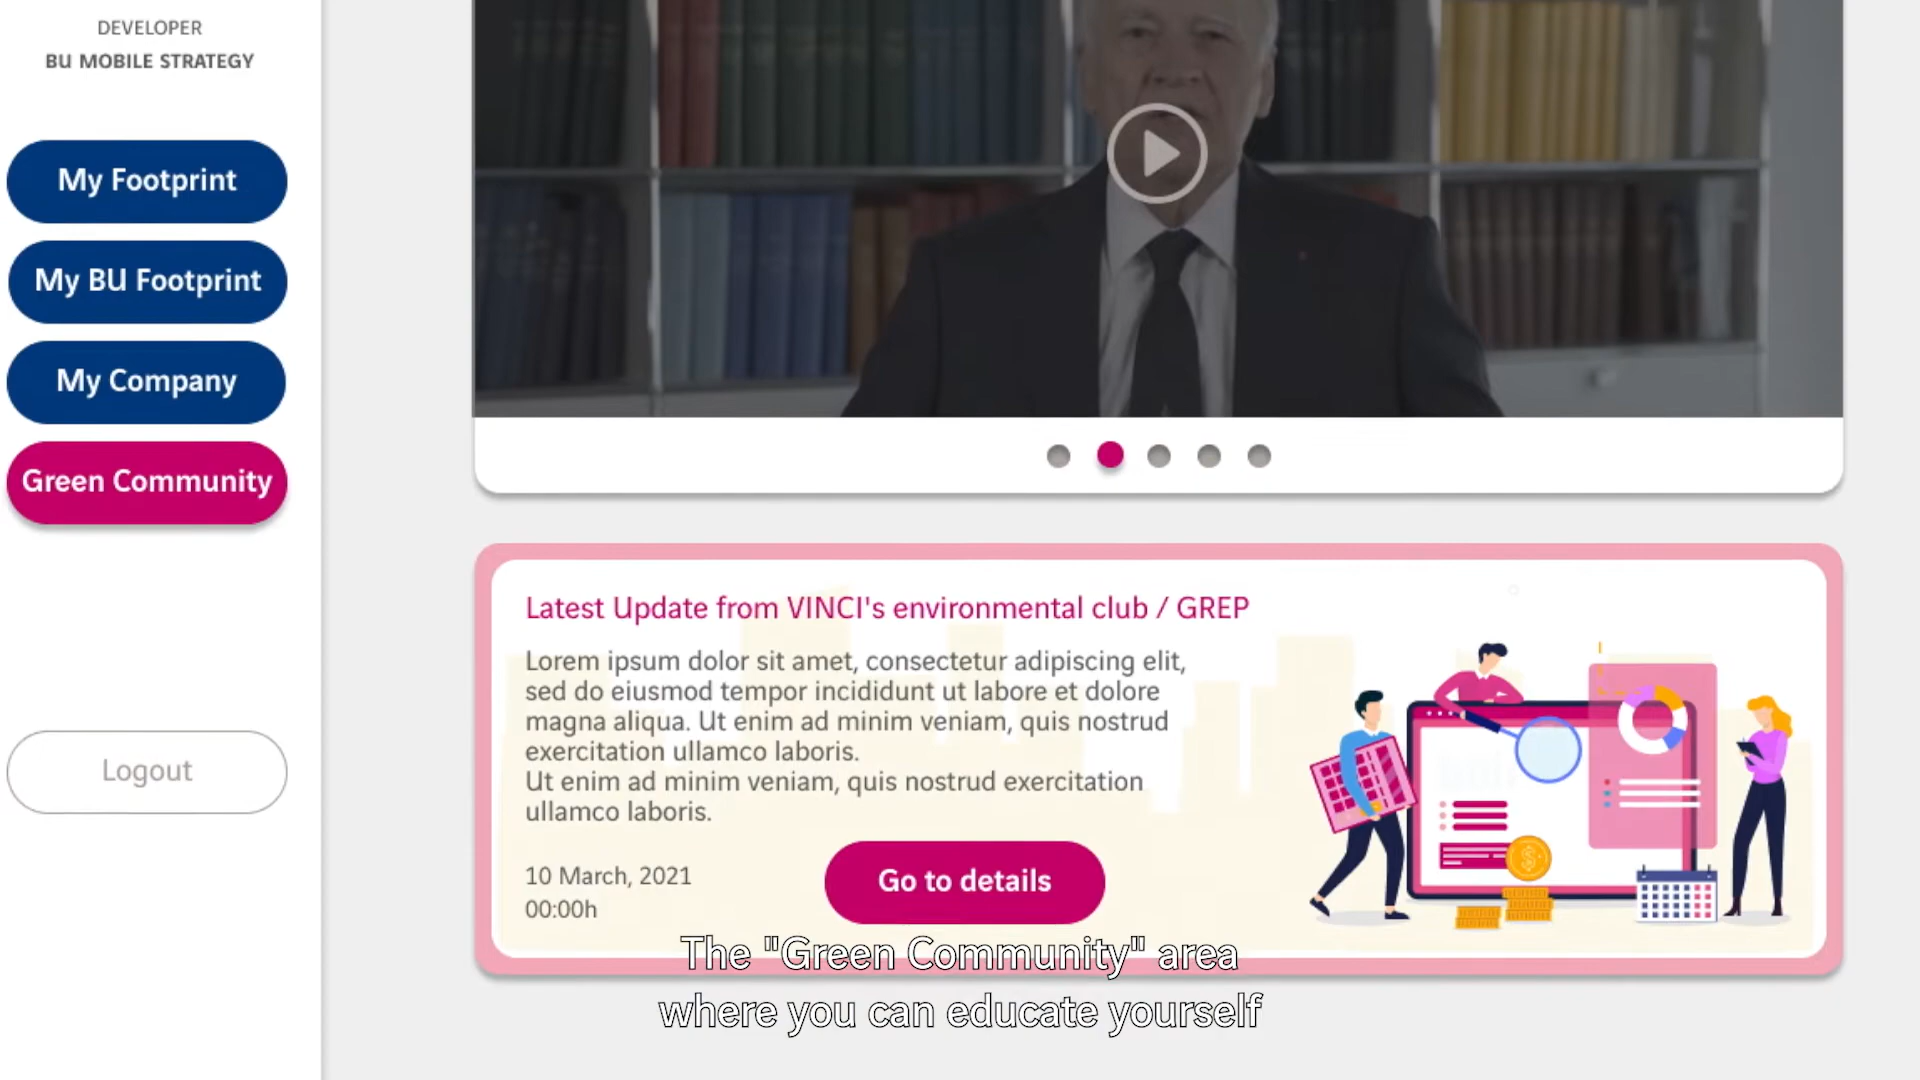 DEVELOPER
BU MOBILE STRATEGY
My Footprint
My BU Footprint
My Company
Green Community
Logout
Latest Update from VINCI's environmental club / GREP
Lorem ipsum dolor sit amet, consectetur adipiscing elit,
sed do eiusmod tempor incididunt ut labore et dolore
magna aliqua. Ut enim ad minim veniam, quis nostrud
exercitation ullamco laboris.
Ut enim ad minim veniam, quis nostrud exercitation
ullamco laboris.
10 March, 2021
00:00h
Go to details
The "Green Community" area
where you can educate yourself